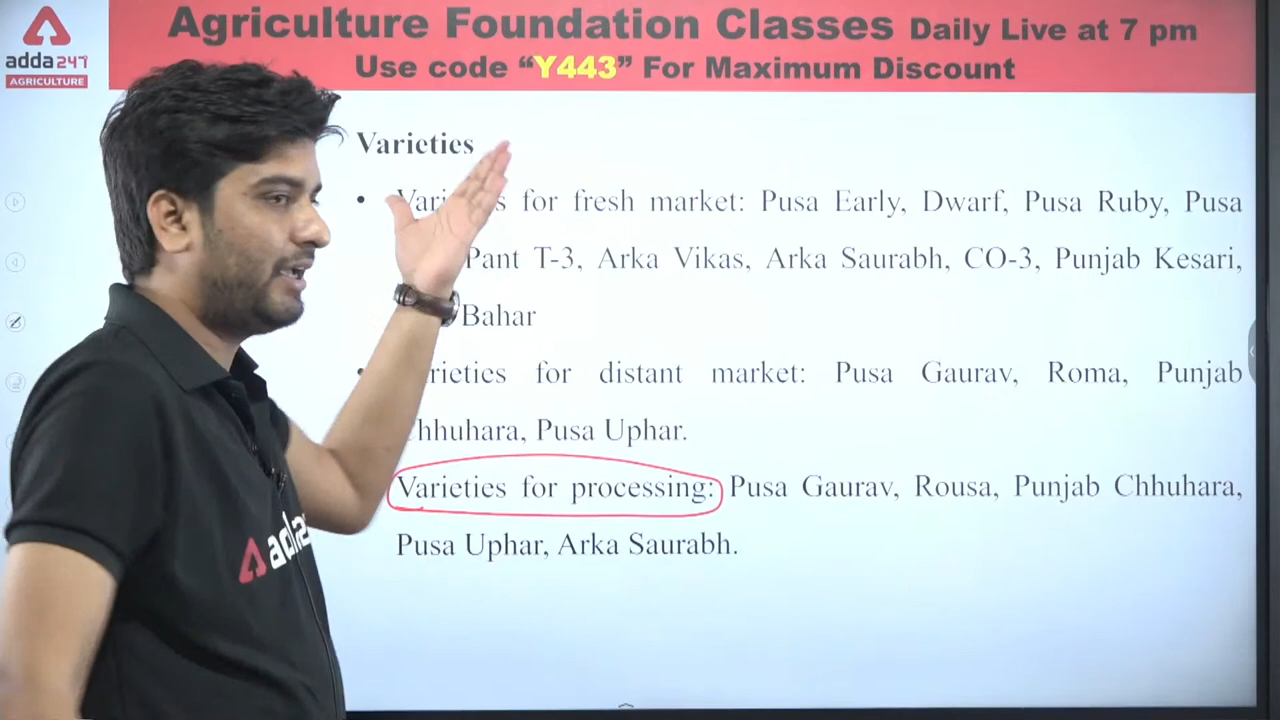 Agriculture Foundation Classes Daily Live at 7 pm
adda247
AGRICULTURE
Use code “Y443” For Maximum Discount
Varieties
• for fresh market: Pusa Early, Dwarf, Pusa Ruby, Pusa
Pant T-3, Arka Vikas, Arka Saurabh, CO-3, Punjab Kesari,
Bahar
for distant market: Pusa Gaurav, Roma, Punjab
Chhuhara, Pusa Uphar.
Varieties for processing: Pusa Gaurav, Rousa, Punjab Chhuhara,
Pusa Uphar, Arka Saurabh.